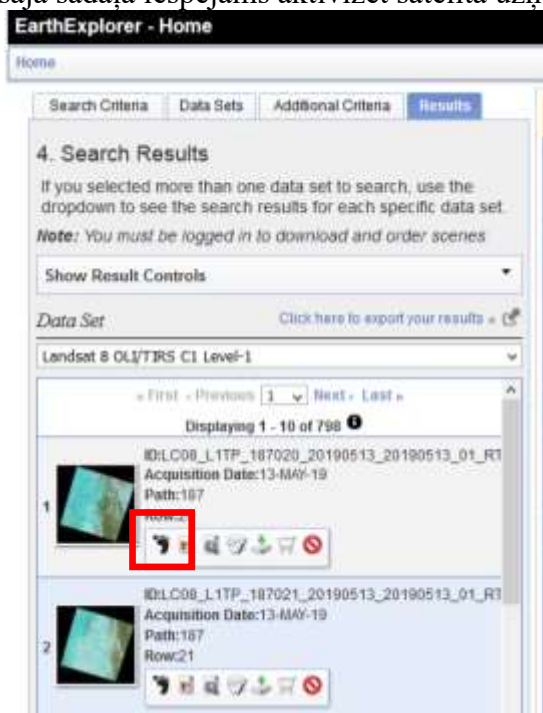 sadaļā iespējams aktivizēt satelīta
EarthExplorer - Home
Home
Search Criteria Data Sets Additional Criteria Results
4. Search Results
If you selected more than one data set to search, use the
dropdown to see the search results for each specific data set.
Note: You must be logged in to download and order scenes
Show Result Controls
Data Set Click here to export your results »
Landsat 8 OLI/TIRS C1 Level-1
« First ‹ Previous 1 Next › Last »
Displaying 1 - 10 of 798
1
ID:LC08_L1TP_187020_20190513_20190513_01_RT
Acquisition Date:13-MAY-19
Path:187
2
ID:LC08_L1TP_187021_20190513_20190513_01_RT
Acquisition Date:13-MAY-19
Path:187
Row:21